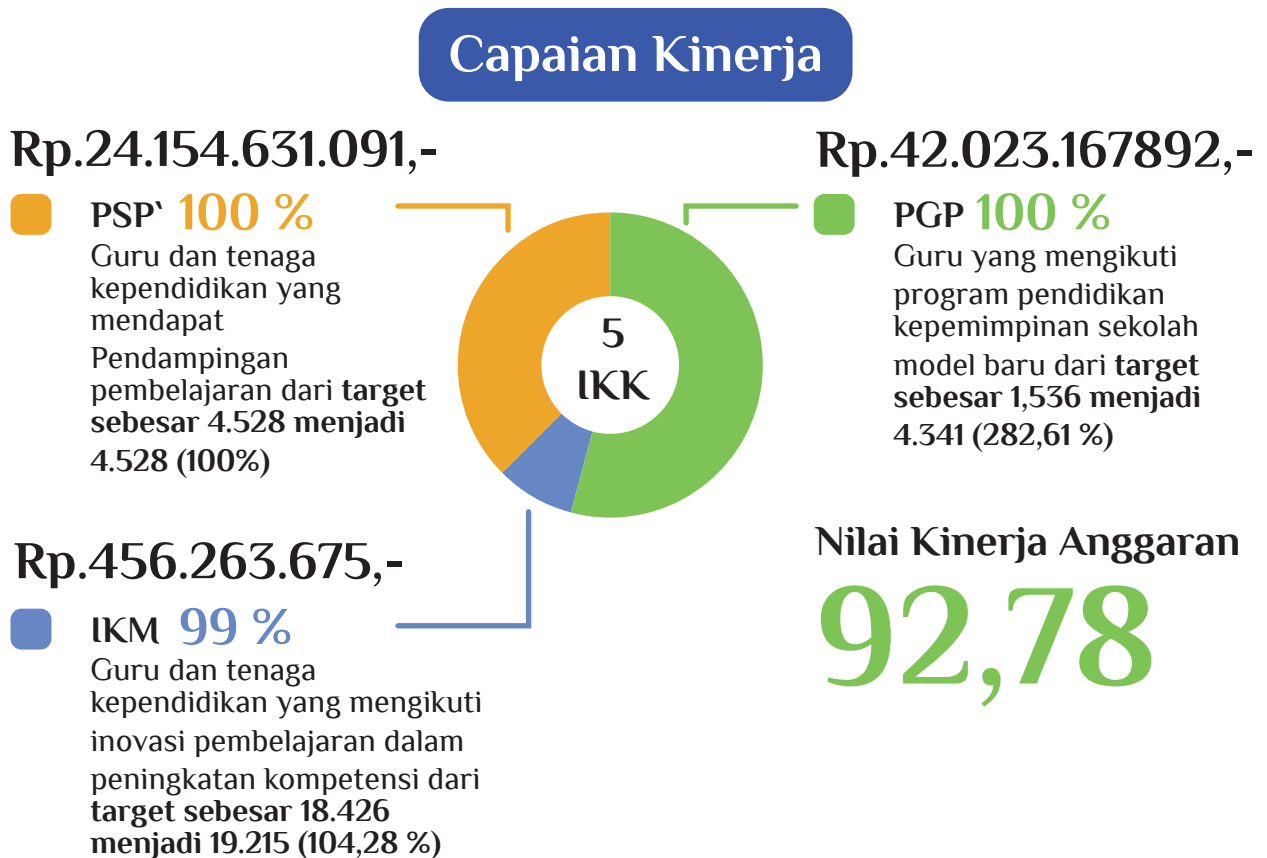 Capaian Kinerja
Rp.24.154.631.091,-
PSP` 100 %
Guru dan tenaga
kependidikan yang
mendapat
Pendampingan
pembelajaran dari target
sebesar 4.528 menjadi
4.528 (100%)
Rp.42.023.167892,-
PGP 100 %
Guru yang mengikuti
program pendidikan
kepemimpinan sekolah
model baru dari target
sebesar 1,536 menjadi
4.341 (282,61 %)
5
IKK
Rp.456.263.675,-
IKM 99 %
Guru dan tenaga
kependidikan yang mengikuti
inovasi pembelajaran dalam
peningkatan kompetensi dari
target sebesar 18.426
menjadi 19.215 (104,28 %)
Nilai Kinerja Anggaran
92,78